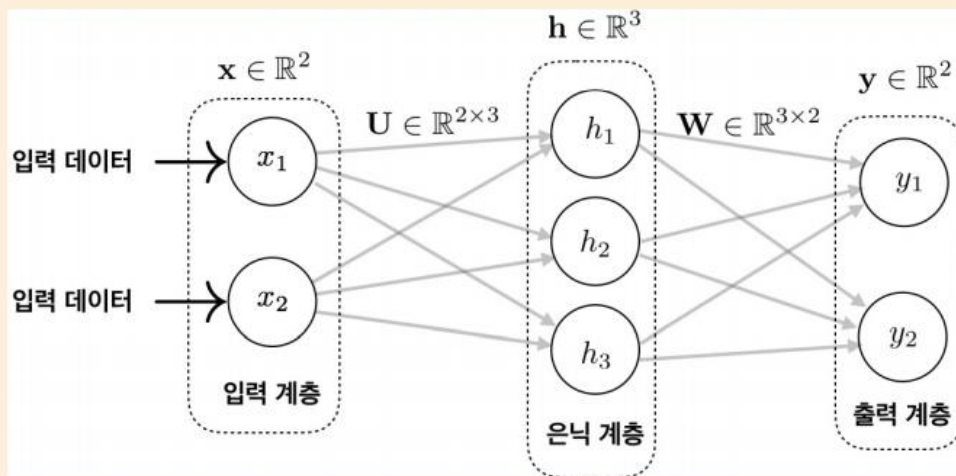 x ∈ ℝ²
h ∈ ℝ³
y ∈ ℝ²
U ∈ ℝ²ˣ³
W ∈ ℝ³ˣ²
입력 데이터
x₁
h₁
y₁
h₂
입력 데이터
x₂
h₃
y₂
입력 계층
은닉 계층
출력 계층